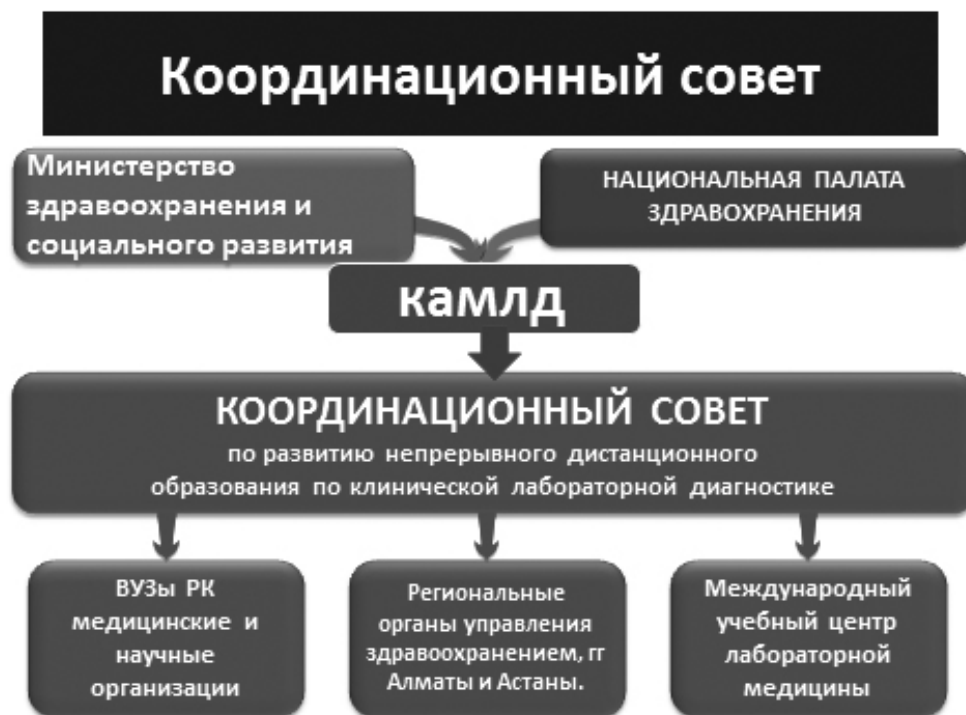 Координационный совет
Министерство
здравоохранения и
социального развития
НАЦИОНАЛЬНАЯ ПАЛАТА
ЗДРАВОХРАНЕНИЯ
КАМЛД
КООРДИНАЦИОННЫЙ СОВЕТ
по развитию непрерывного дистанционного
образования по клинической лабораторной диагностике
ВУЗы РК
медицинские и
научные
организации
Региональные
органы управления
здравоохранением, гг
Алматы и Астаны.
Международный
учебный центр
лабораторной
медицины